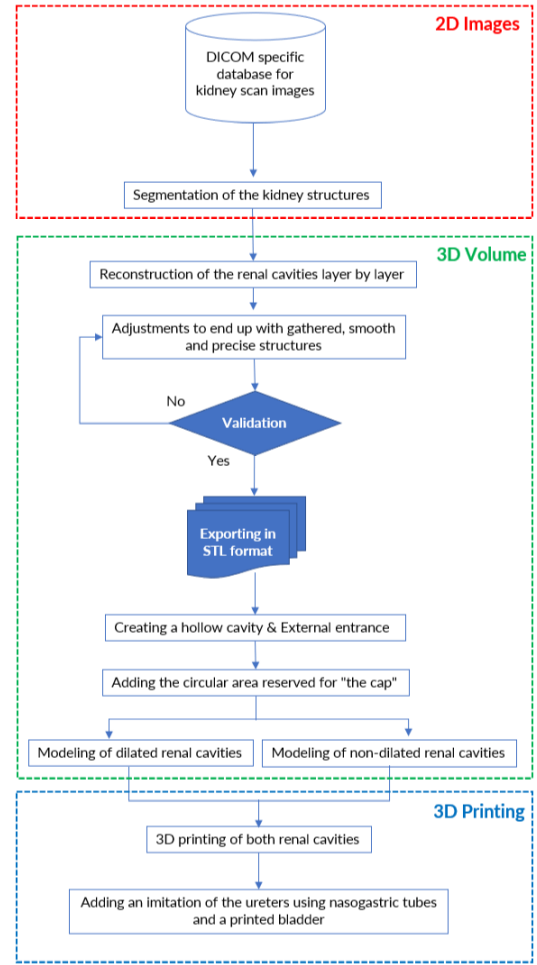 2D Images
DICOM specific
database for
kidney scan images
Segmentation of the kidney structures
3D Volume
Reconstruction of the renal cavities layer by layer
Adjustments to end up with gathered, smooth
and precise structures
No
Validation
Yes
Exporting in
STL format
Creating a hollow cavity & External entrance
Adding the circular area reserved for "the cap"
Modeling of dilated renal cavities
Modeling of non-dilated renal cavities
3D Printing
3D printing of both renal cavities
Adding an imitation of the ureters using nasogastric tubes
and a printed bladder